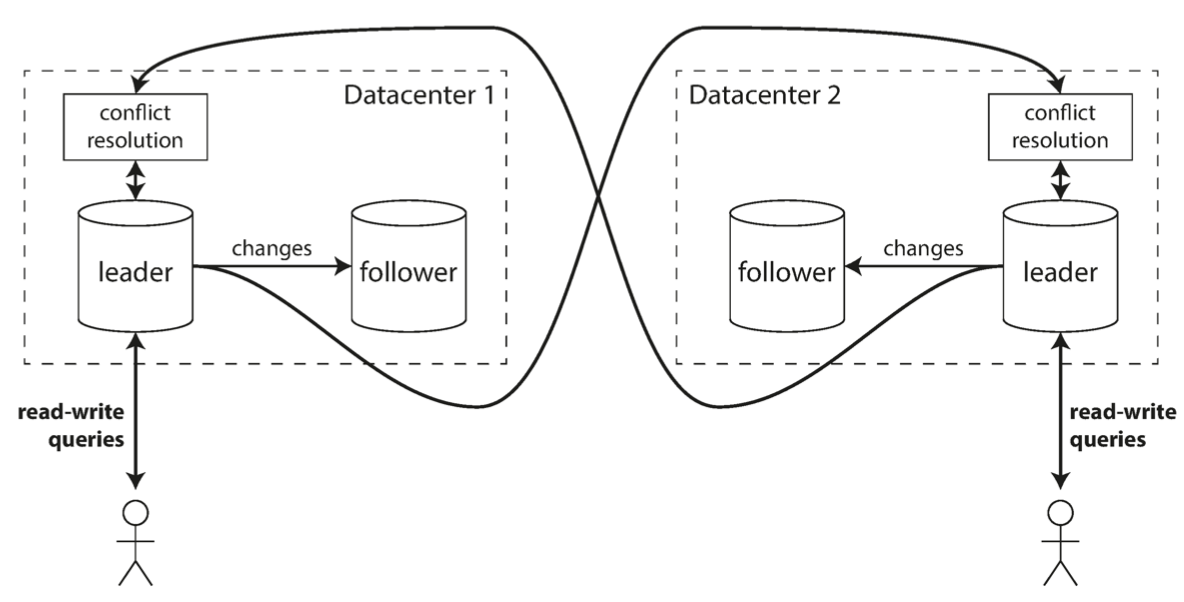 Datacenter 1
conflict
resolution
changes
leader
follower
read-write
queries
Datacenter 2
conflict
resolution
changes
follower
leader
read-write
queries